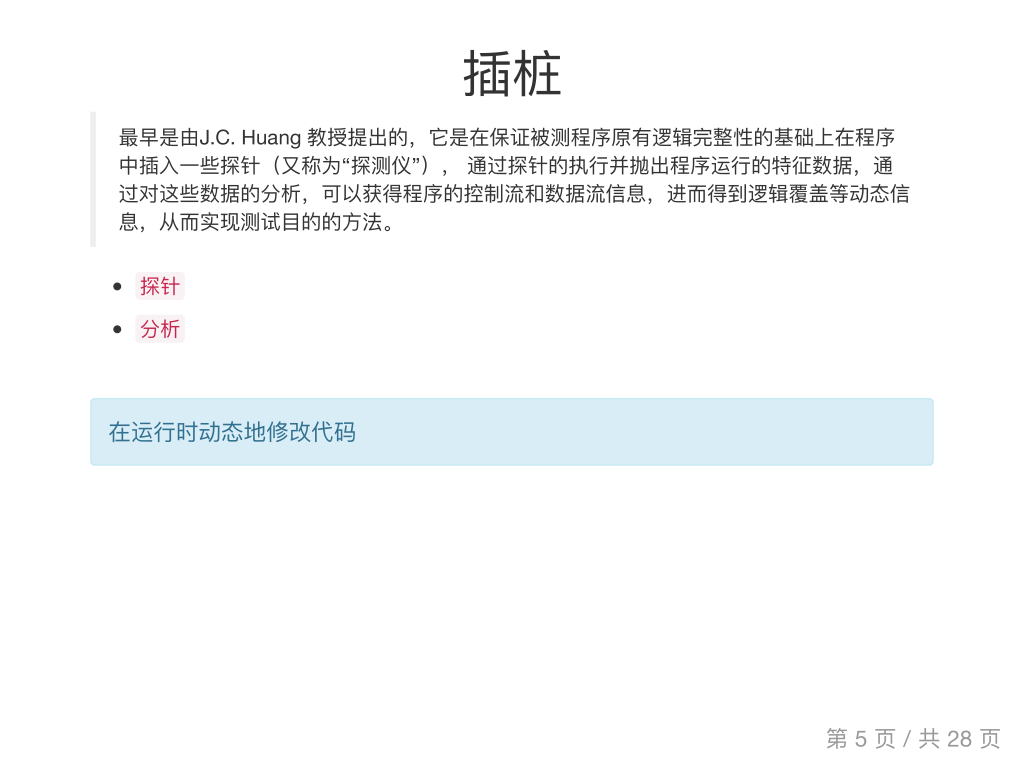 插桩
最早是由J.C. Huang 教授提出的，它是在保证被测程序原有逻辑完整性的基础上在程序
中插入一些探针（又称为“探测仪”）， 通过探针的执行并抛出程序运行的特征数据，通
过对这些数据的分析，可以获得程序的控制流和数据流信息，进而得到逻辑覆盖等动态信
息，从而实现测试目的的方法。
• 探针
• 分析
在运行时动态地修改代码
第 5 页 / 共 28 页